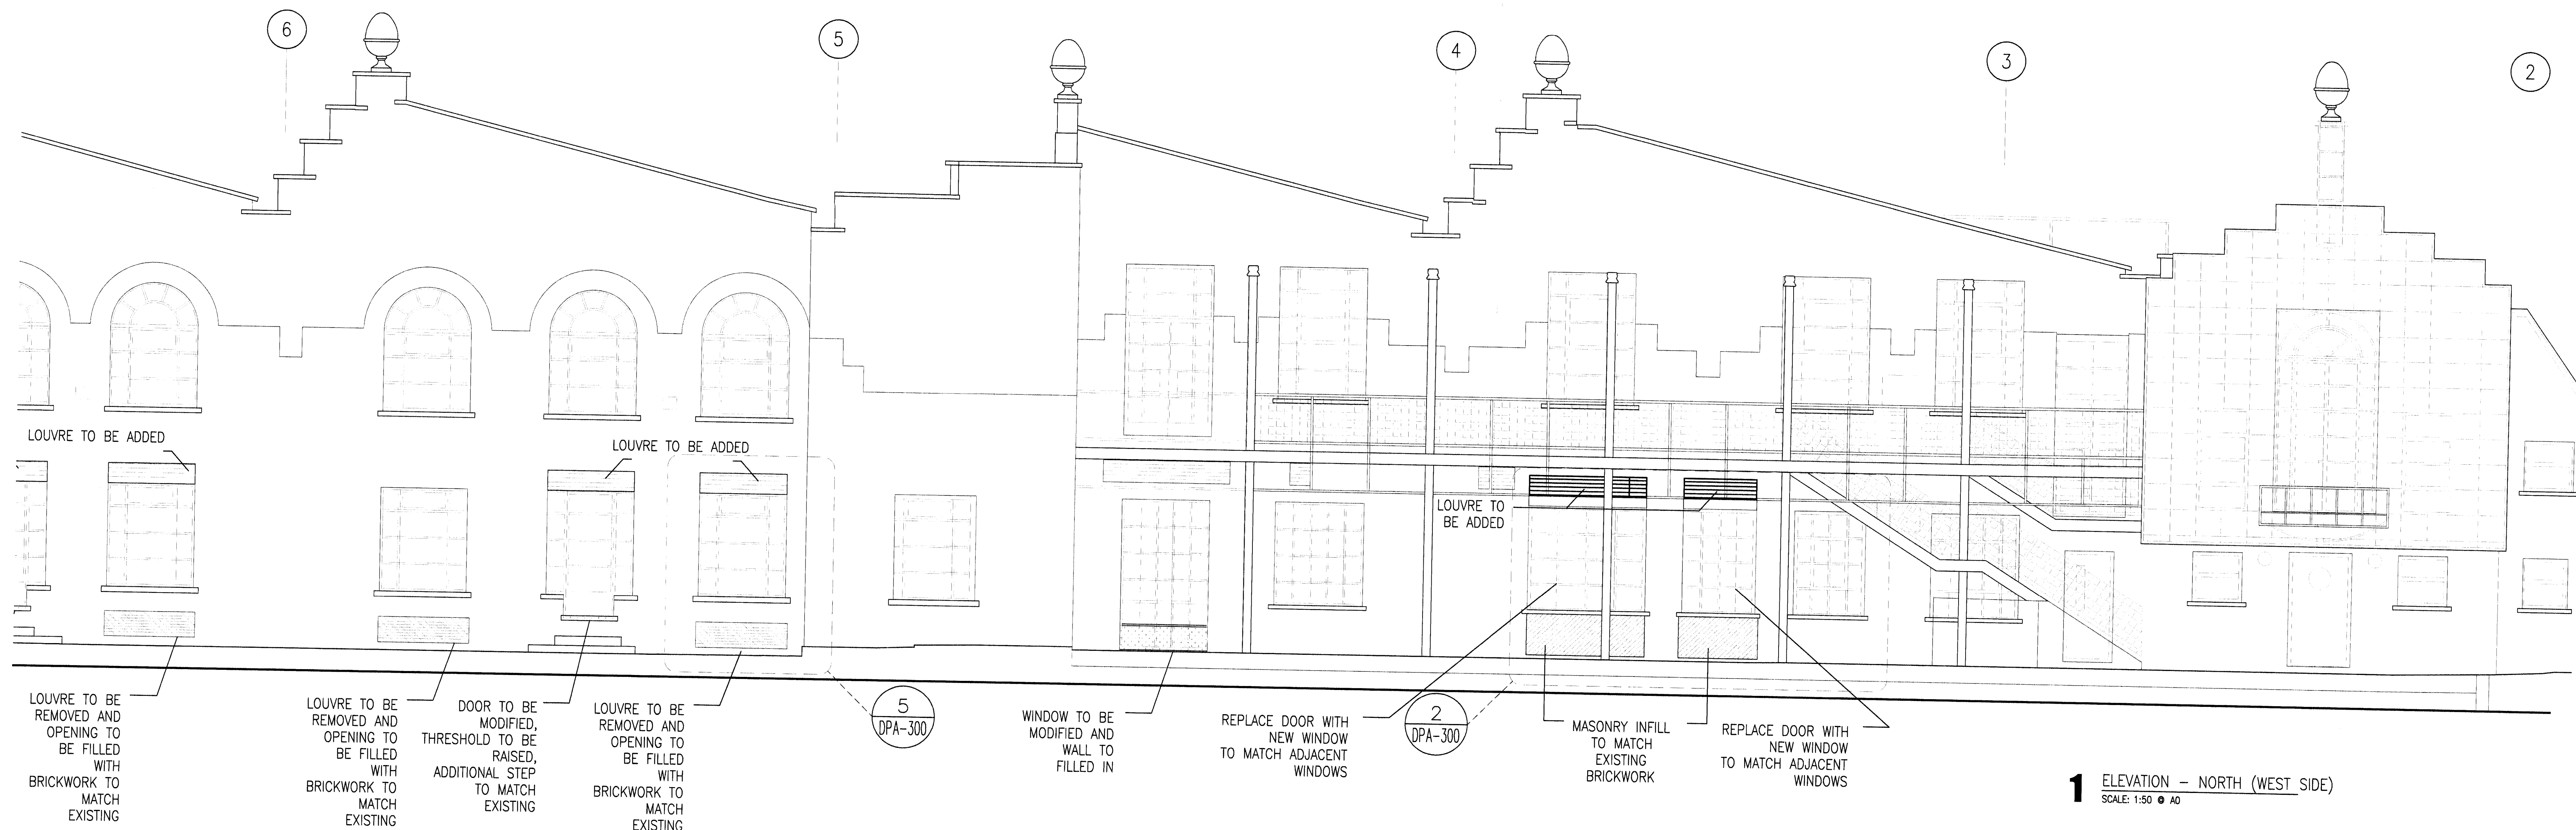 6
5
4
3
2
LOUVRE TO BE ADDED
LOUVRE TO BE ADDED
LOUVRE TO
BE ADDED
LOUVRE TO BE
REMOVED AND
OPENING TO
BE FILLED
WITH
BRICKWORK TO
MATCH
EXISTING
LOUVRE TO BE
REMOVED AND
OPENING TO
BE FILLED
WITH
BRICKWORK TO
MATCH
EXISTING
DOOR TO BE
MODIFIED,
THRESHOLD TO BE
RAISED,
ADDITIONAL STEP
TO MATCH
EXISTING
LOUVRE TO BE
REMOVED AND
OPENING TO
BE FILLED
WITH
BRICKWORK TO
MATCH
EXISTING
5
DPA-300
WINDOW TO BE
MODIFIED AND
WALL TO
FILLED IN
REPLACE DOOR WITH
NEW WINDOW
TO MATCH ADJACENT
WINDOWS
2
DPA-300
MASONRY INFILL
TO MATCH
EXISTING
BRICKWORK
REPLACE DOOR WITH
NEW WINDOW
TO MATCH ADJACENT
WINDOWS
1 ELEVATION - NORTH (WEST SIDE)
SCALE: 1:50 @ A0